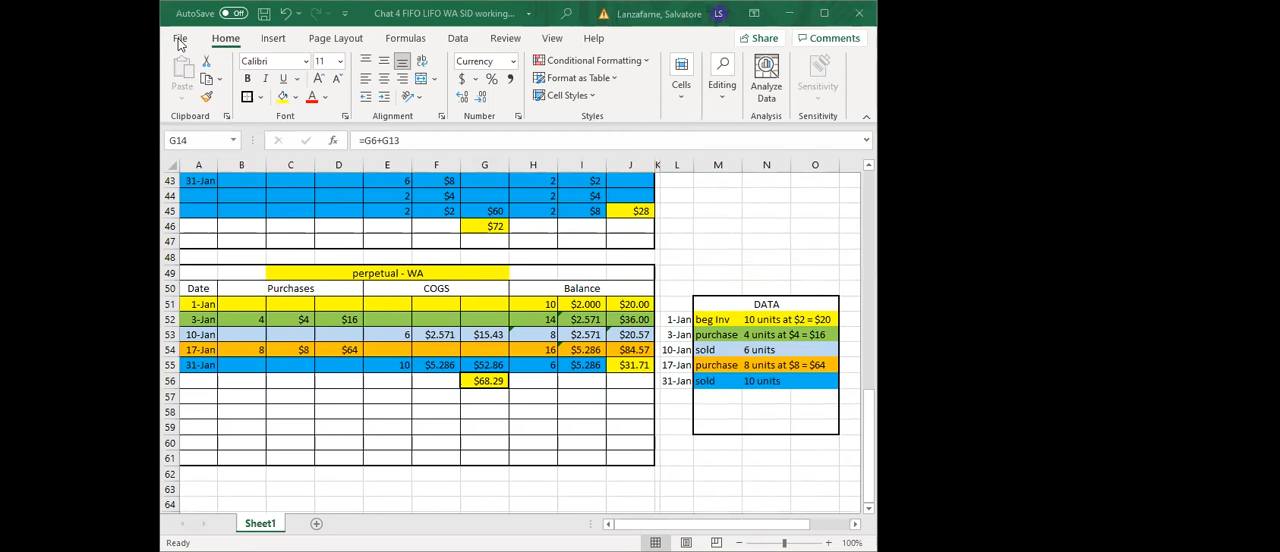 AutoSave Off Chat 4 FIFO LIFO WA SID working... Lanzafame, Salvatore LS
File Home Insert Page Layout Formulas Data Review View Help Share Comments
Calibri 11 Currency Conditional Formatting
Paste B I U A $ % Format as Table Cells Editing Analyze Data Sensitivity
Cell Styles
Clipboard Font Alignment Number Styles Analysis Sensitivity
G14 fx =G6+G13
A B C D E F G H I J K L M N O
43 31-Jan 6 $8 2 $2
44 2 $4 2 $4
45 2 $2 $60 2 $8 $28
46 $72
47
48
49 perpetual - WA
50 Date Purchases COGS Balance DATA
51 1-Jan 10 $2.000 $20.00
52 3-Jan 4 $4 $16 14 $2.571 $36.00 1-Jan beg Inv 10 units at $2 = $20
53 10-Jan 6 $2.571 $15.43 8 $2.571 $20.57 3-Jan purchase 4 units at $4 = $16
54 17-Jan 8 $8 $64 16 $5.286 $84.57 10-Jan sold 6 units
55 31-Jan 10 $5.286 $52.86 6 $5.286 $31.71 17-Jan purchase 8 units at $8 = $64
56 $68.29 31-Jan sold 10 units
57
58
59
60
61
62
63
64
Sheet1
Ready 100%